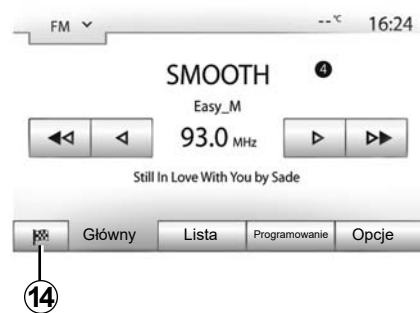 FM --°C 16:24
SMOOTH 4
Easy_M
93.0 MHz
Still In Love With You by Sade
Główny Lista Programowanie Opcje
14